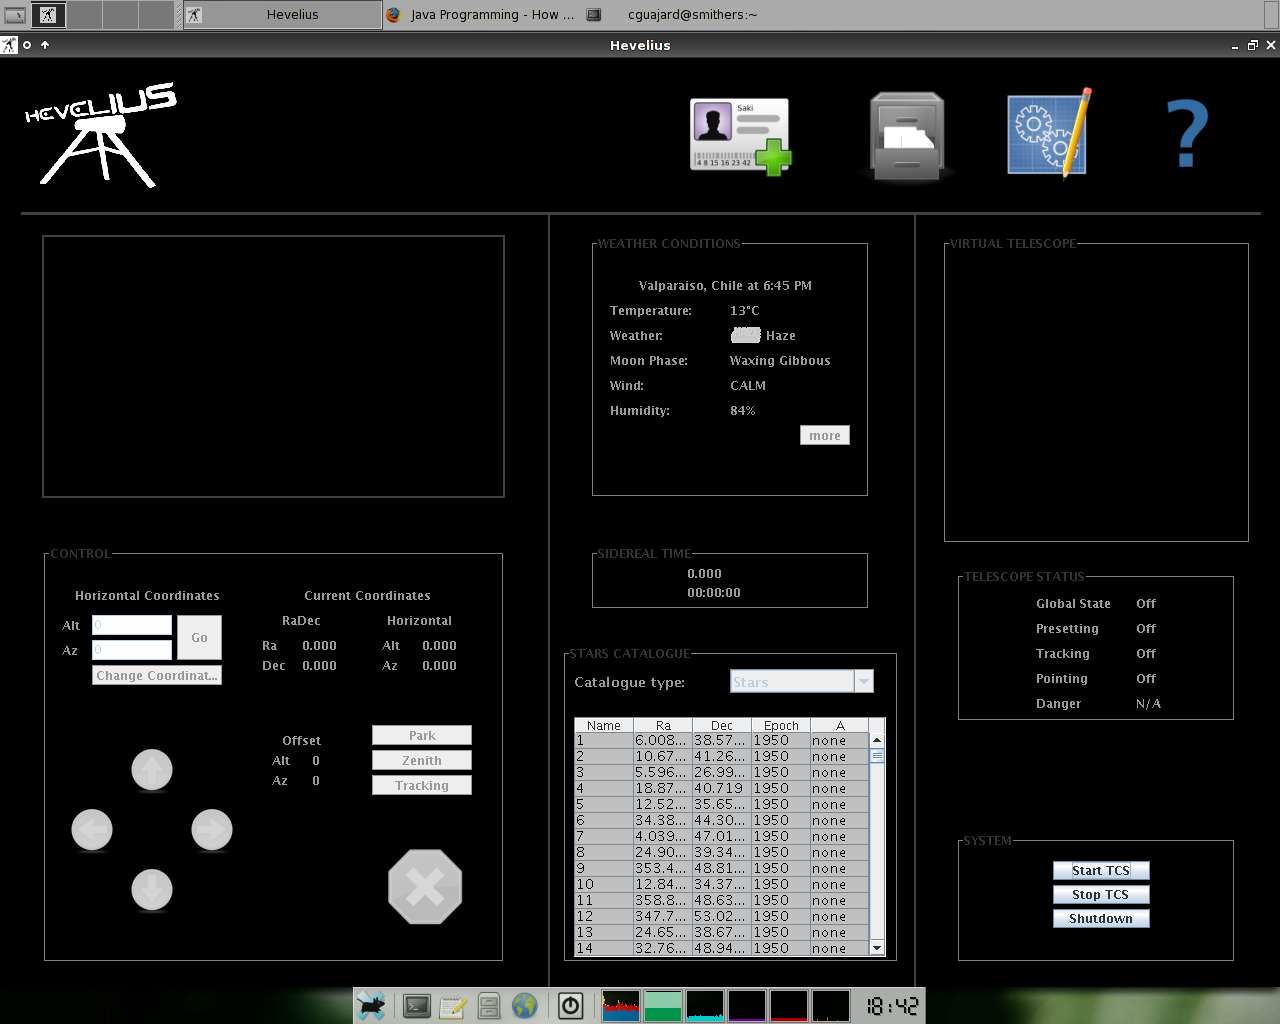 Hevelius
Java Programming - How ...
cguajard@smithers:~
Hevelius
HEVELIUS
Saki
4 8 15 16 23 42
?
WEATHER CONDITIONS
Valparaiso, Chile at 6:45 PM
Temperature: 13°C
Weather: Haze
Moon Phase: Waxing Gibbous
Wind: CALM
Humidity: 84%
more
VIRTUAL TELESCOPE
CONTROL
Horizontal Coordinates
Alt 0
Az 0
Go
Change Coordinat...
Current Coordinates
RaDec Horizontal
Ra 0.000 Alt 0.000
Dec 0.000 Az 0.000
Offset
Alt 0
Az 0
Park
Zenith
Tracking
SIDEREAL TIME
0.000
00:00:00
STARS CATALOGUE
Catalogue type: Stars
Name Ra Dec Epoch A
1 6.008... 38.57... 1950 none
2 10.67... 41.26... 1950 none
3 5.596... 26.99... 1950 none
4 18.87... 40.719 1950 none
5 12.52... 35.65... 1950 none
6 34.38... 44.30... 1950 none
7 4.039... 47.01... 1950 none
8 24.90... 39.34... 1950 none
9 353.4... 48.81... 1950 none
10 12.84... 34.37... 1950 none
11 358.8... 48.63... 1950 none
12 347.7... 53.02... 1950 none
13 24.65... 38.67... 1950 none
14 32.76... 48.94... 1950 none
TELESCOPE STATUS
Global State Off
Presetting Off
Tracking Off
Pointing Off
Danger N/A
SYSTEM
Start TCS
Stop TCS
Shutdown
18:42